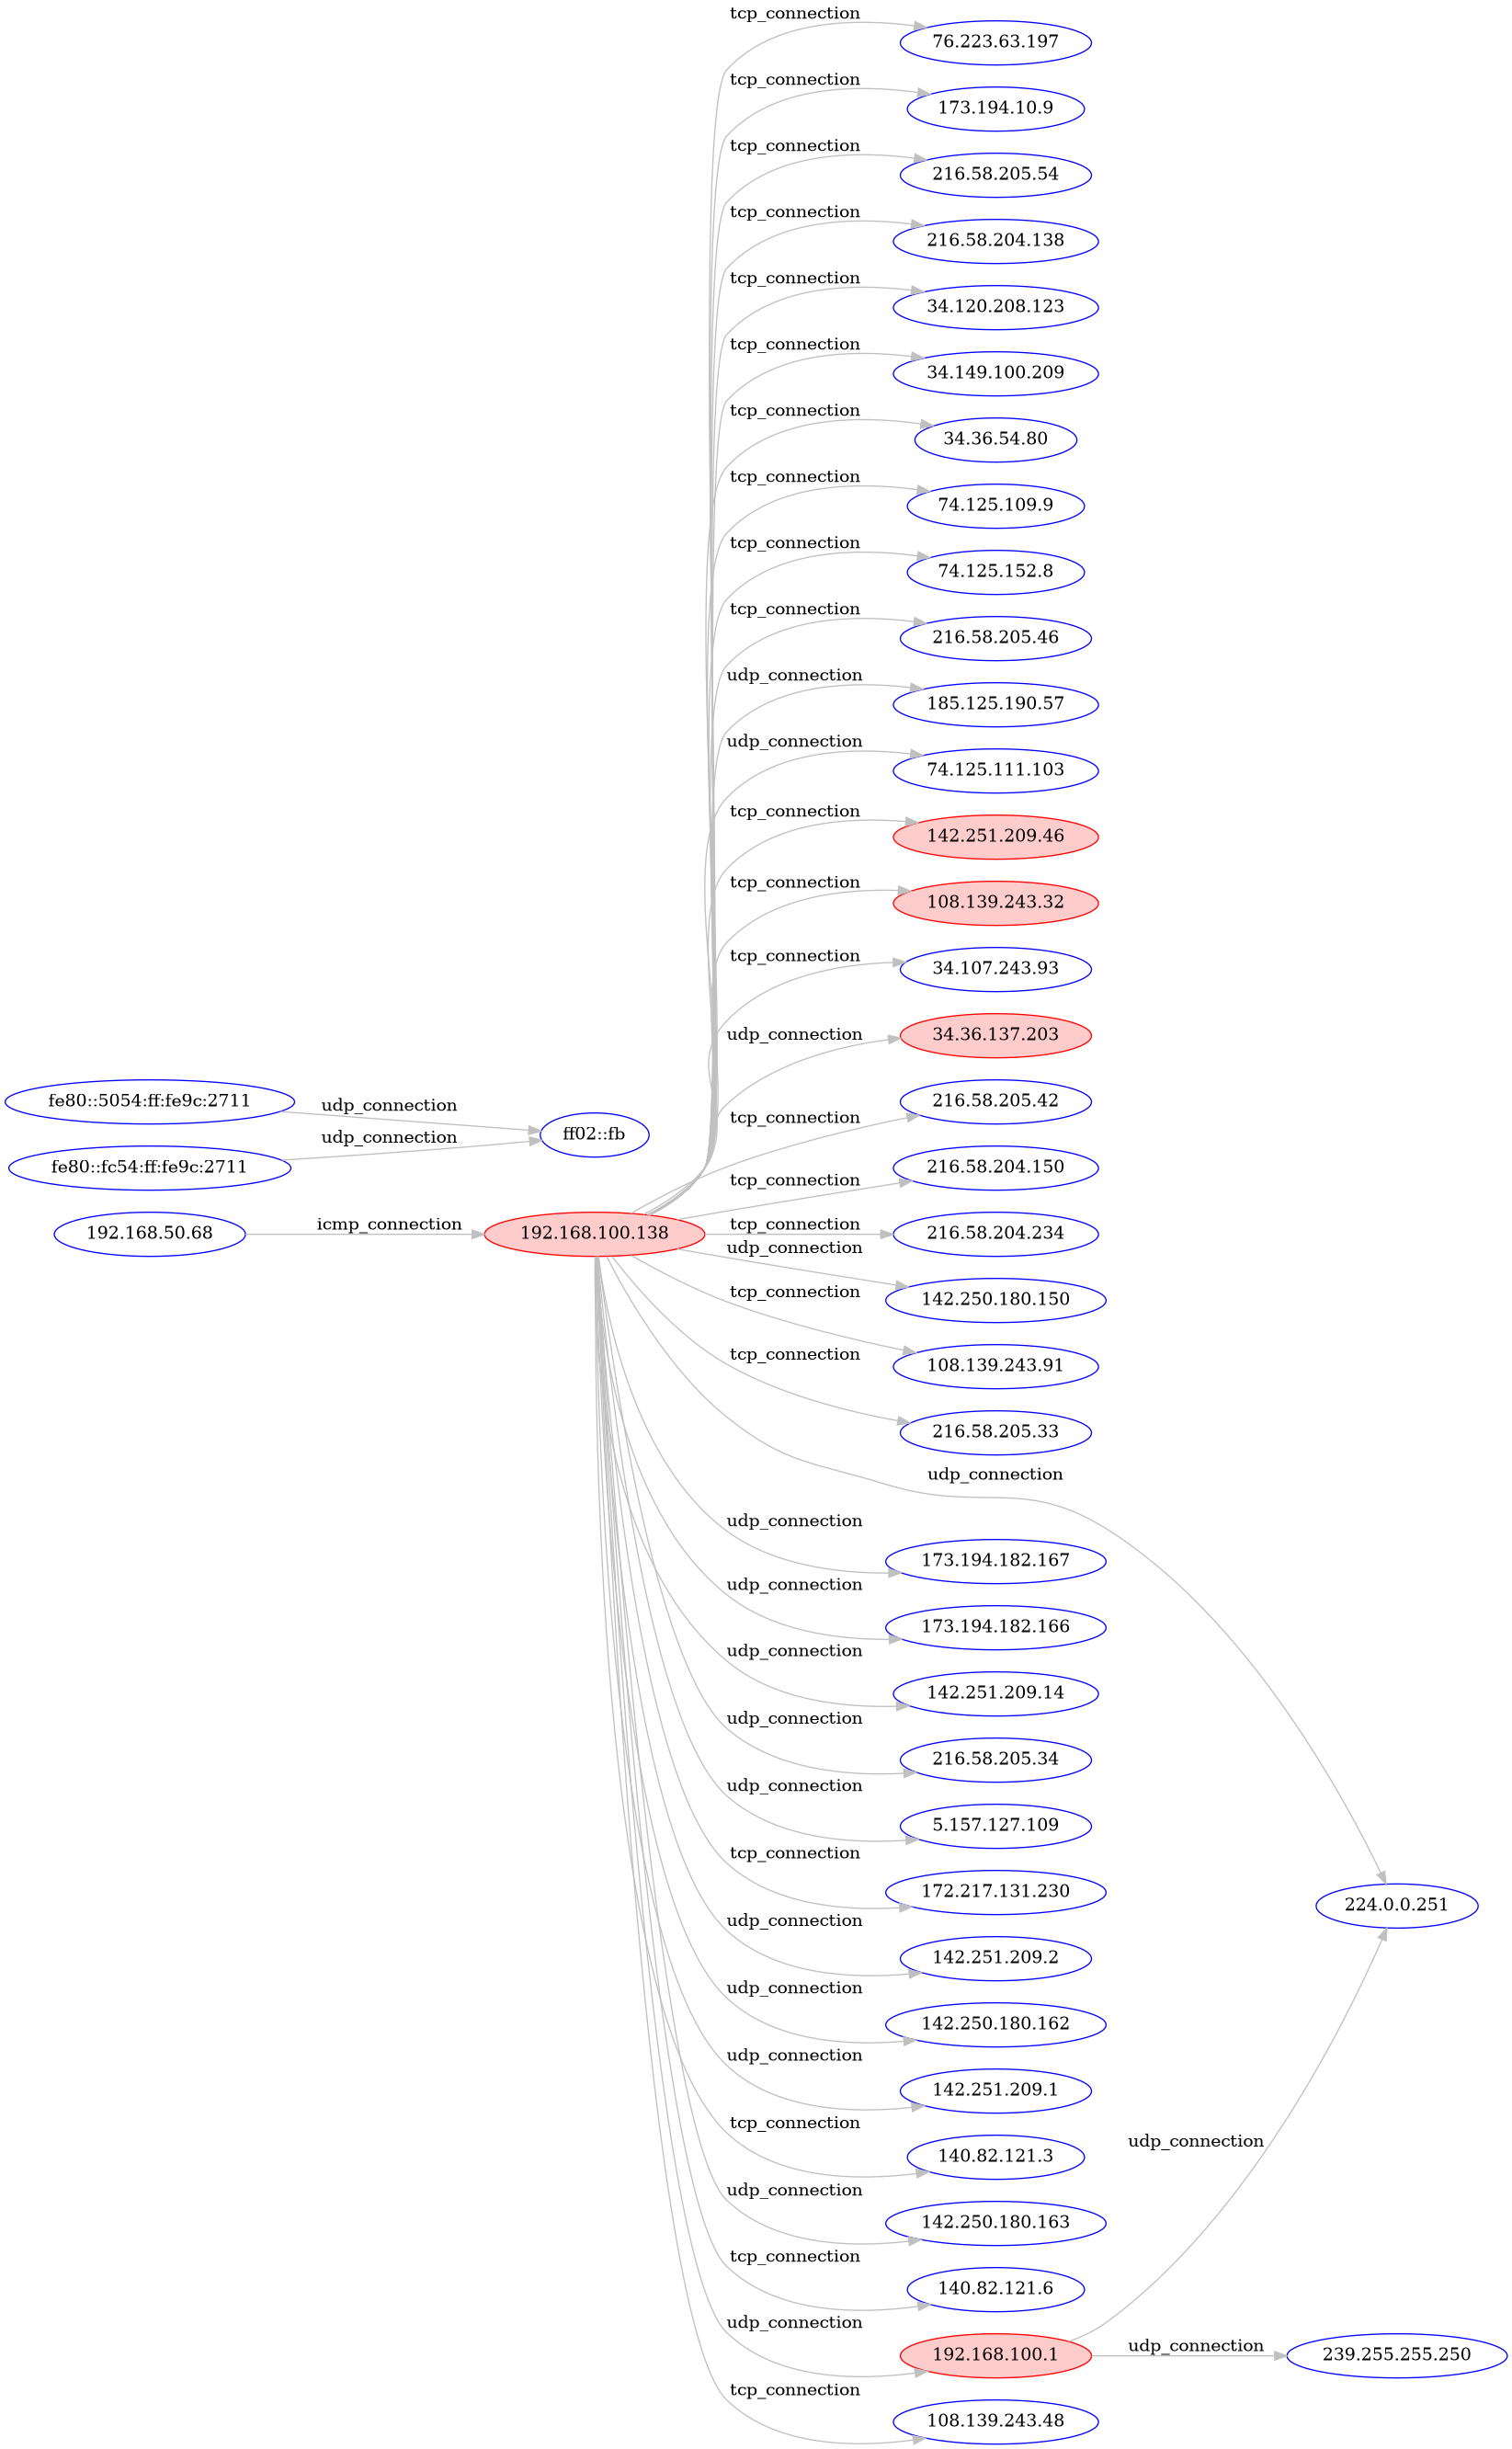 tcp_connection
76.223.63.197
tcp_connection
173.194.10.9
tcp_connection
216.58.205.54
tcp_connection
216.58.204.138
tcp_connection
34.120.208.123
tcp_connection
34.149.100.209
tcp_connection
34.36.54.80
tcp_connection
74.125.109.9
tcp_connection
74.125.152.8
tcp_connection
216.58.205.46
udp_connection
185.125.190.57
udp_connection
74.125.111.103
tcp_connection
142.251.209.46
tcp_connection
108.139.243.32
tcp_connection
34.107.243.93
udp_connection
34.36.137.203
fe80::5054:ff:fe9c:2711
udp_connection
ff02::fb
tcp_connection
216.58.205.42
fe80::fc54:ff:fe9c:2711
udp_connection
tcp_connection
216.58.204.150
192.168.50.68
icmp_connection
192.168.100.138
tcp_connection
216.58.204.234
udp_connection
142.250.180.150
tcp_connection
108.139.243.91
tcp_connection
216.58.205.33
udp_connection
224.0.0.251
udp_connection
173.194.182.167
udp_connection
173.194.182.166
udp_connection
142.251.209.14
udp_connection
216.58.205.34
udp_connection
5.157.127.109
tcp_connection
172.217.131.230
udp_connection
142.251.209.2
udp_connection
142.250.180.162
udp_connection
142.251.209.1
tcp_connection
140.82.121.3
udp_connection
udp_connection
142.250.180.163
tcp_connection
140.82.121.6
udp_connection
192.168.100.1
udp_connection
239.255.255.250
tcp_connection
108.139.243.48